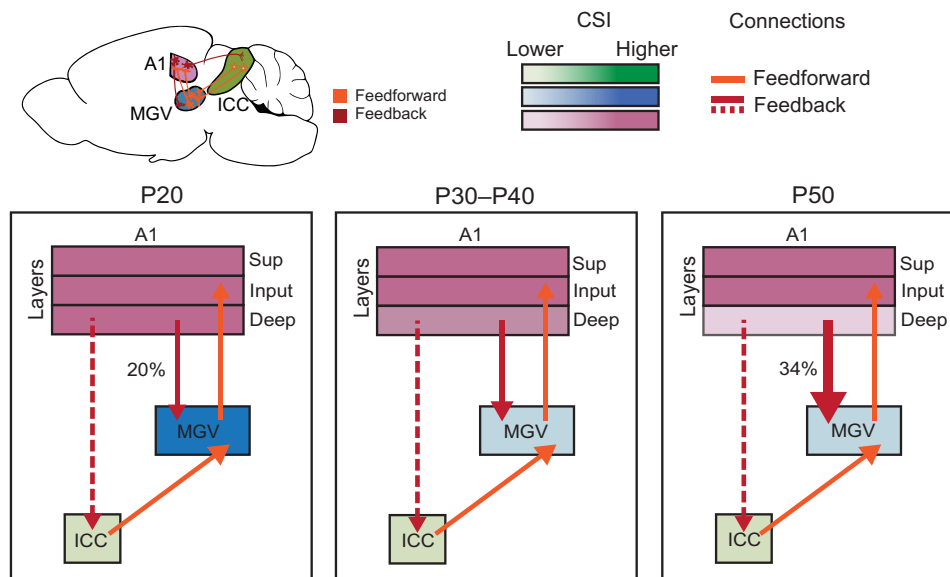 CSI
Lower Higher
Connections
Feedforward
Feedback
A1
MGV
ICC
Feedforward
Feedback
P20
A1
Layers
Sup
Input
Deep
20%
MGV
ICC
P30–P40
A1
Layers
Sup
Input
Deep
MGV
ICC
P50
A1
Layers
Sup
Input
Deep
34%
MGV
ICC